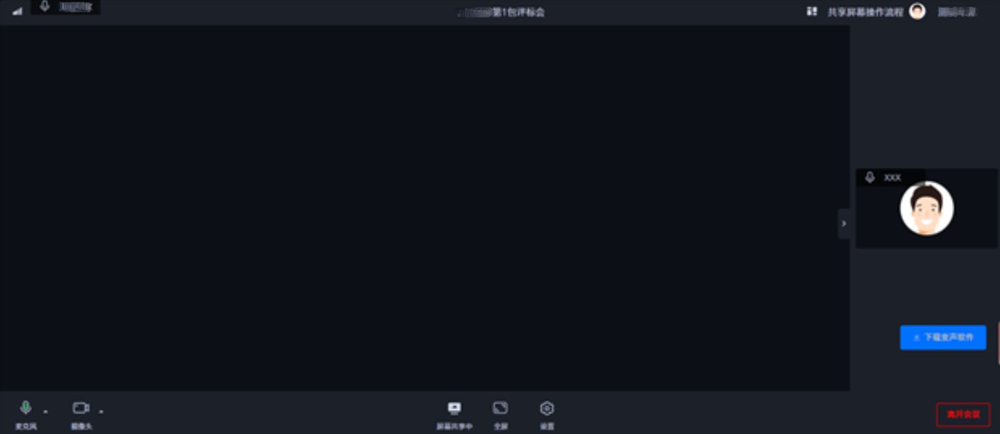 第1包评标会
共享屏幕操作流程
XXX
下载变声软件
麦克风
摄像头
屏幕共享中
全屏
设置
离开会议